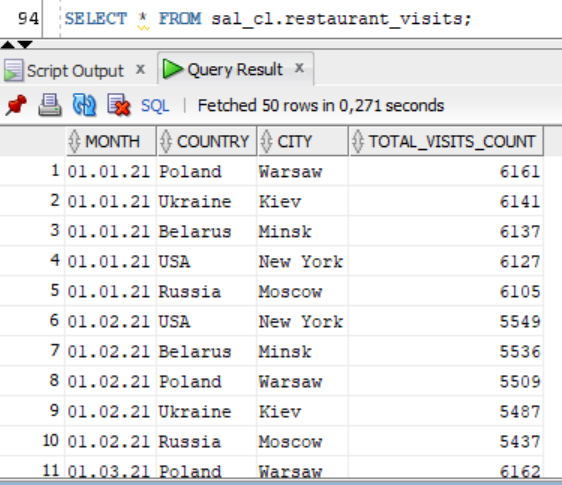 94 SELECT * FROM sal_cl.restaurant_visits;
Script Output x Query Result x
SQL | Fetched 50 rows in 0,271 seconds
MONTH COUNTRY CITY TOTAL_VISITS_COUNT
1 01.01.21 Poland Warsaw 6161
2 01.01.21 Ukraine Kiev 6141
3 01.01.21 Belarus Minsk 6137
4 01.01.21 USA New York 6127
5 01.01.21 Russia Moscow 6105
6 01.02.21 USA New York 5549
7 01.02.21 Belarus Minsk 5536
8 01.02.21 Poland Warsaw 5509
9 01.02.21 Ukraine Kiev 5487
10 01.02.21 Russia Moscow 5437
11 01.03.21 Poland Warsaw 6162